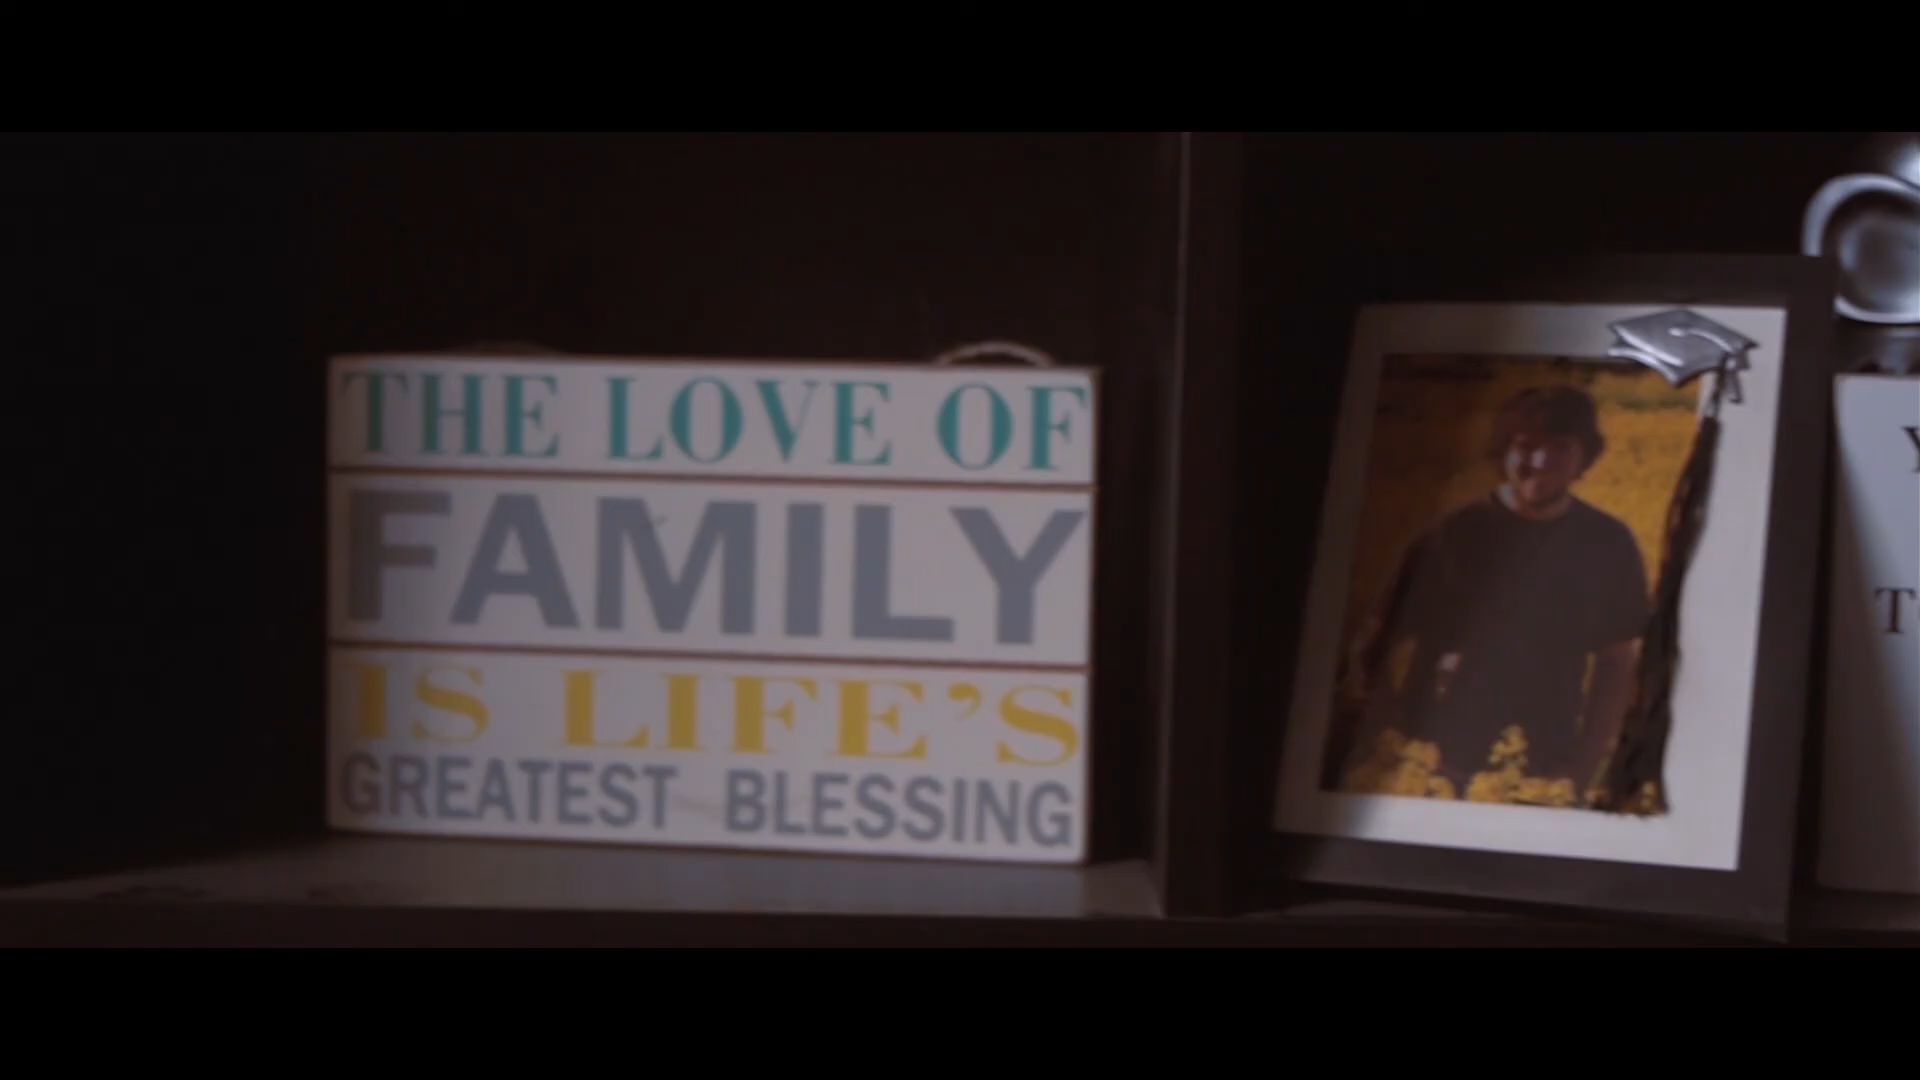 THE LOVE OF
FAMILY
IS LIFE'S
GREATEST BLESSING
Y
T